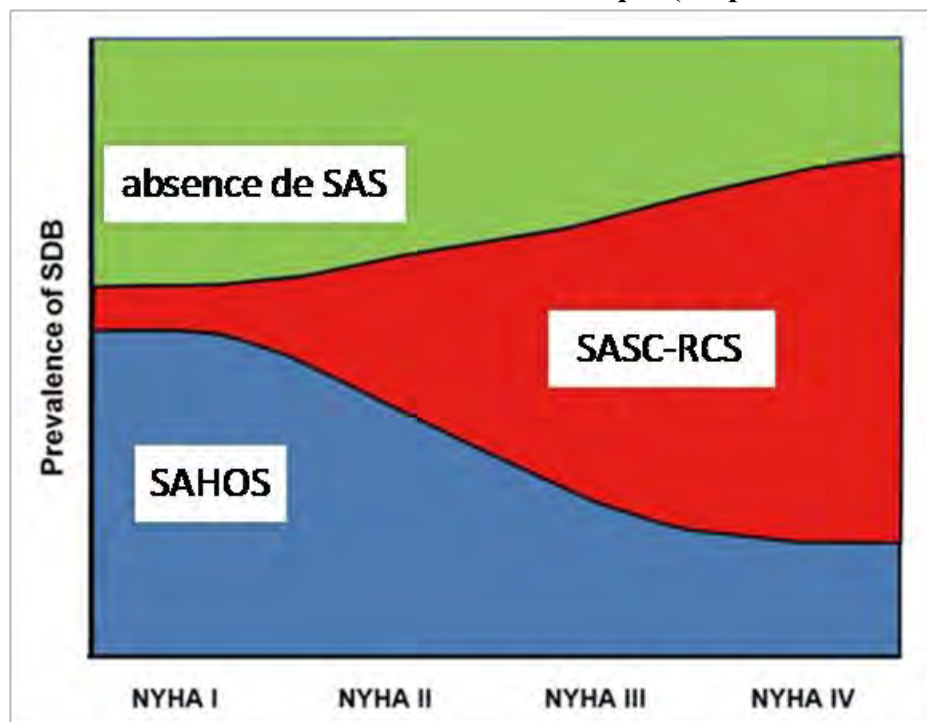 absence de SAS
SASC-RCS
SAHOS
Prevalence of SDB
NYHA I
NYHA II
NYHA III
NYHA IV